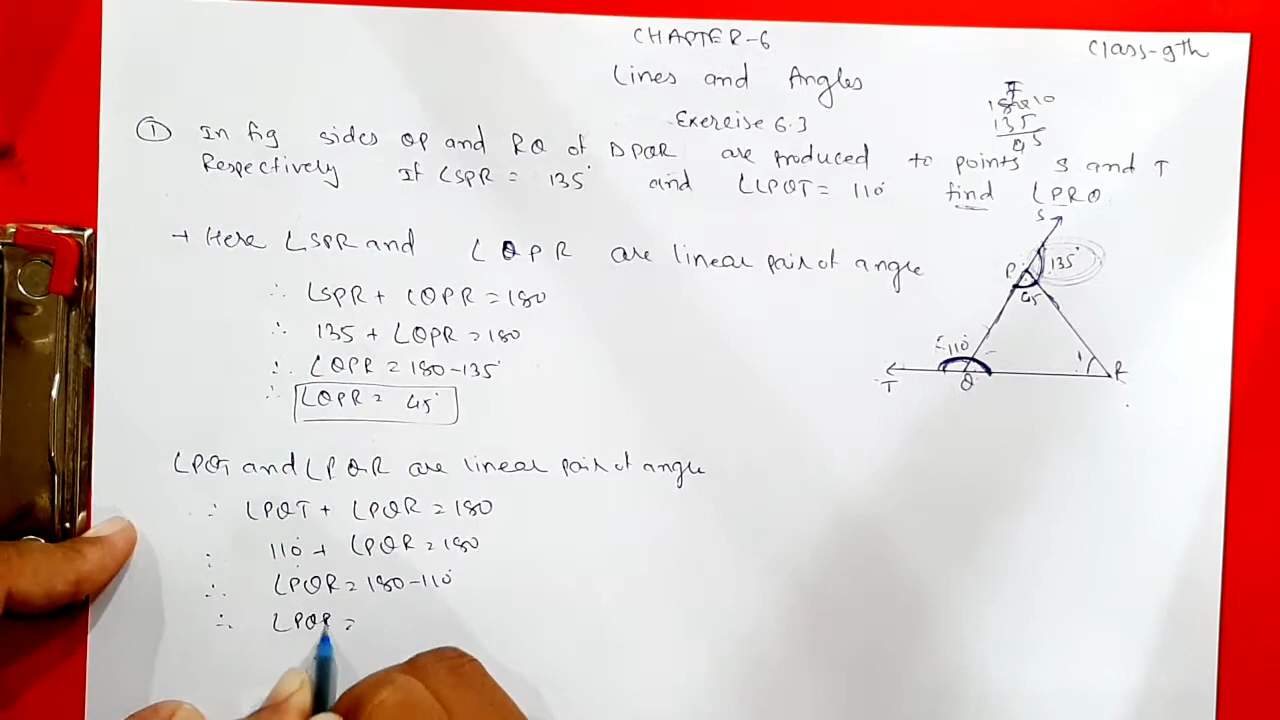 CHAPTER-6
Class-9th
Lines and Angles
Exercise 6.3
135
45
① In fig sides QP and RQ of ΔPQR are produced to points S and T
Respectively If ∠SPR = 135° and ∠LPQT = 110° find ∠PRQ
→ Here ∠SPR and ∠QPR are linear pair of angle
∴ ∠SPR + ∠QPR = 180
∴ 135 + ∠QPR = 180
∴ ∠QPR = 180-135°
∴ ∠QPR = 45°
S
P
135°
45
110°
T
Q
R
∠PQT and ∠PQR are linear pair of angle
∴ ∠PQT + ∠PQR = 180
∴ 110 + ∠PQR = 180
∴ ∠PQR = 180-110°
∴ ∠PQR =